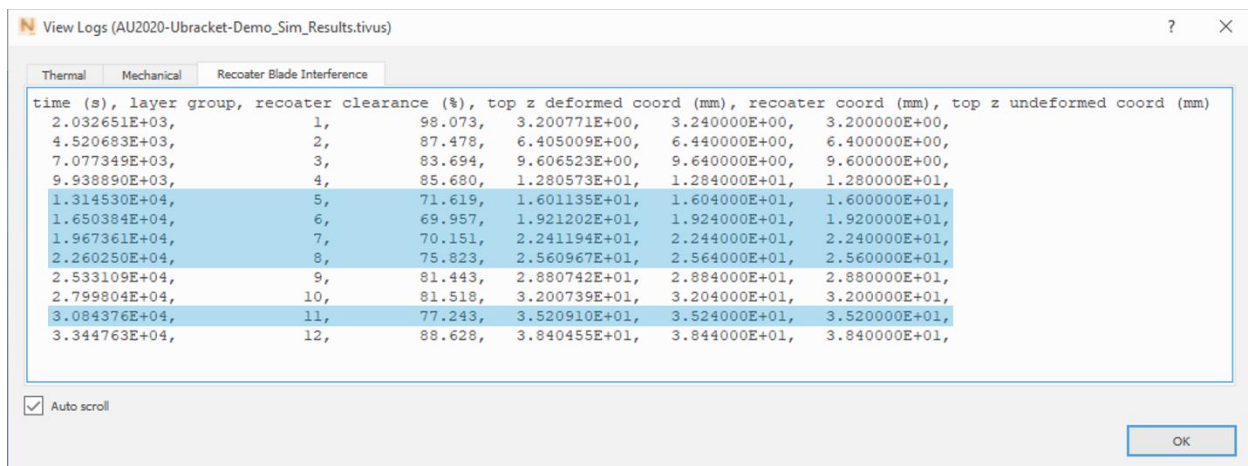 View Logs (AU2020-Ubracket-Demo_Sim_Results.tivus) ?
Thermal Mechanical Recoater Blade Interference
time (s), layer group, recoater clearance (%), top z deformed coord (mm), recoater coord (mm), top z undeformed coord (mm)
2.032651E+03, 1, 98.073, 3.200771E+00, 3.240000E+00, 3.200000E+00,
4.520683E+03, 2, 87.478, 6.405009E+00, 6.440000E+00, 6.400000E+00,
7.077349E+03, 3, 83.694, 9.606523E+00, 9.640000E+00, 9.600000E+00,
9.938890E+03, 4, 85.680, 1.280573E+01, 1.284000E+01, 1.280000E+01,
1.314530E+04, 5, 71.619, 1.601135E+01, 1.604000E+01, 1.600000E+01,
1.650384E+04, 6, 69.957, 1.921202E+01, 1.924000E+01, 1.920000E+01,
1.967361E+04, 7, 70.151, 2.241194E+01, 2.244000E+01, 2.240000E+01,
2.260250E+04, 8, 75.823, 2.560967E+01, 2.564000E+01, 2.560000E+01,
2.533109E+04, 9, 81.443, 2.880742E+01, 2.884000E+01, 2.880000E+01,
2.799804E+04, 10, 81.518, 3.200739E+01, 3.204000E+01, 3.200000E+01,
3.084376E+04, 11, 77.243, 3.520910E+01, 3.524000E+01, 3.520000E+01,
3.344763E+04, 12, 88.628, 3.840455E+01, 3.844000E+01, 3.840000E+01,
Auto scroll
OK